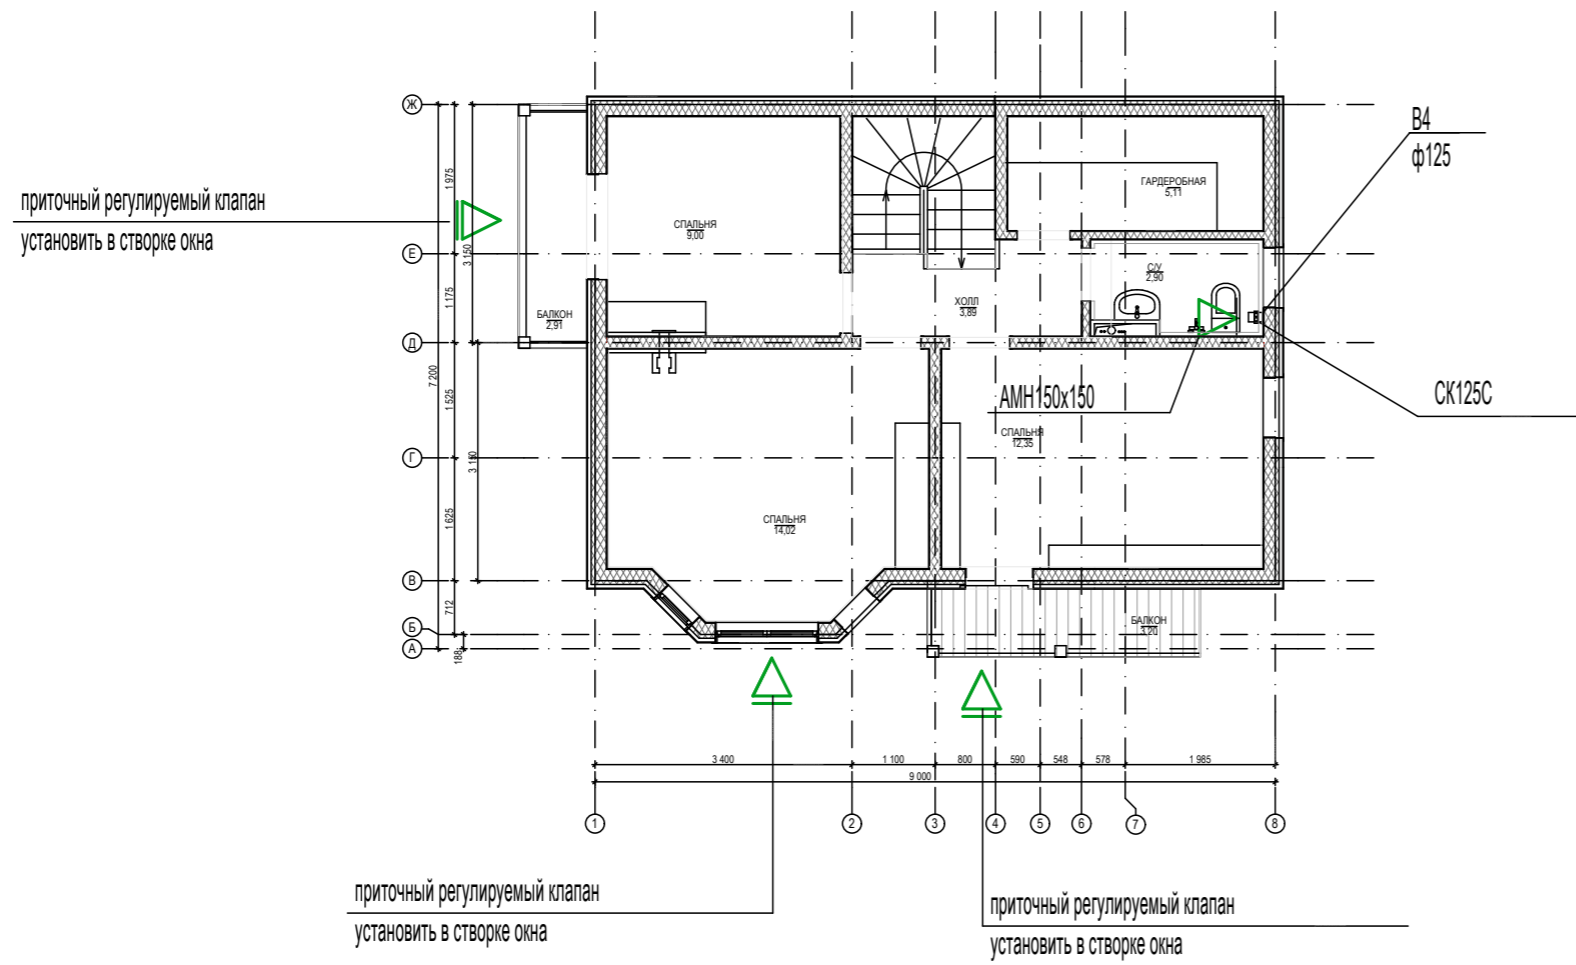 Ж
Е
Д
Г
В
Б
А
1 975
3 150
1 175
7 200
1 525
3 150
1 625
712
188
приточный регулируемый клапан
установить в створке окна
В4
ф125
ГАРДЕРОБНАЯ
5,11
СПАЛЬНЯ
9,00
С/У
2,90
ХОЛЛ
3,89
БАЛКОН
2,91
АМН150х150
СК125С
СПАЛЬНЯ
12,35
СПАЛЬНЯ
14,02
БАЛКОН
3,20
3 400
1 100
800
590
548
578
1 985
9 000
1
2
3
4
5
6
7
8
приточный регулируемый клапан
установить в створке окна
приточный регулируемый клапан
установить в створке окна